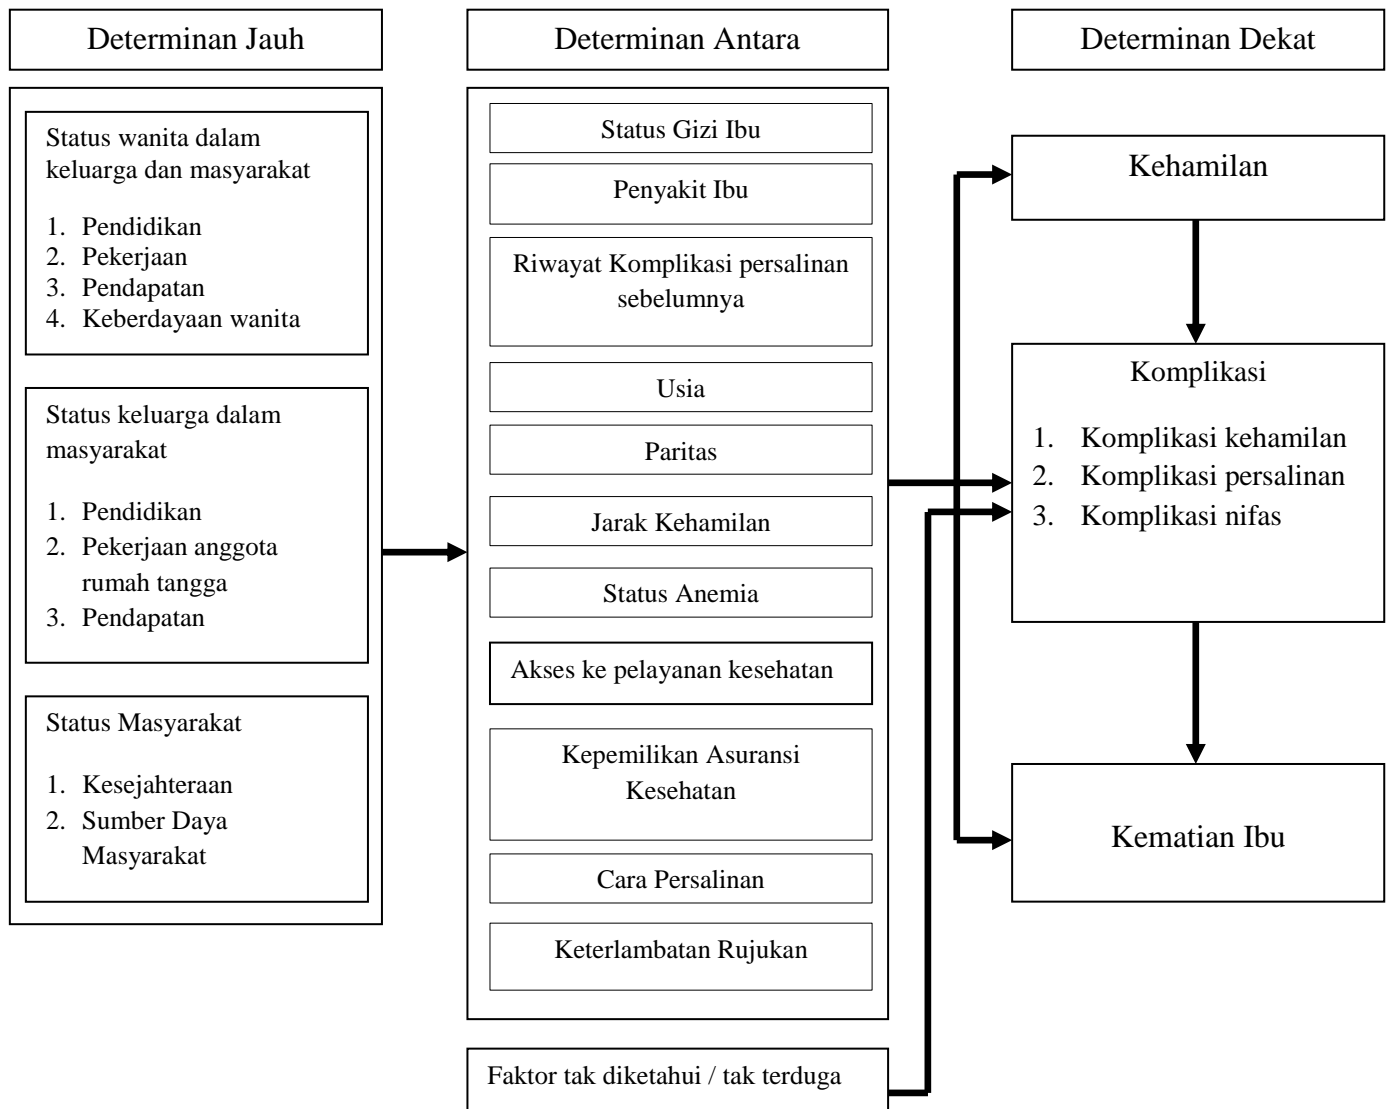 Determinan Jauh
Determinan Antara
Determinan Dekat
Status wanita dalam
keluarga dan masyarakat
1. Pendidikan
2. Pekerjaan
3. Pendapatan
4. Keberdayaan wanita
Status keluarga dalam
masyarakat
1. Pendidikan
2. Pekerjaan anggota
rumah tangga
3. Pendapatan
Status Masyarakat
1. Kesejahteraan
2. Sumber Daya
Masyarakat
Status Gizi Ibu
Penyakit Ibu
Riwayat Komplikasi persalinan
sebelumnya
Usia
Paritas
Jarak Kehamilan
Status Anemia
Akses ke pelayanan kesehatan
Kepemilikan Asuransi
Kesehatan
Cara Persalinan
Keterlambatan Rujukan
Faktor tak diketahui / tak terduga
Kehamilan
Komplikasi
1. Komplikasi kehamilan
2. Komplikasi persalinan
3. Komplikasi nifas
Kematian Ibu